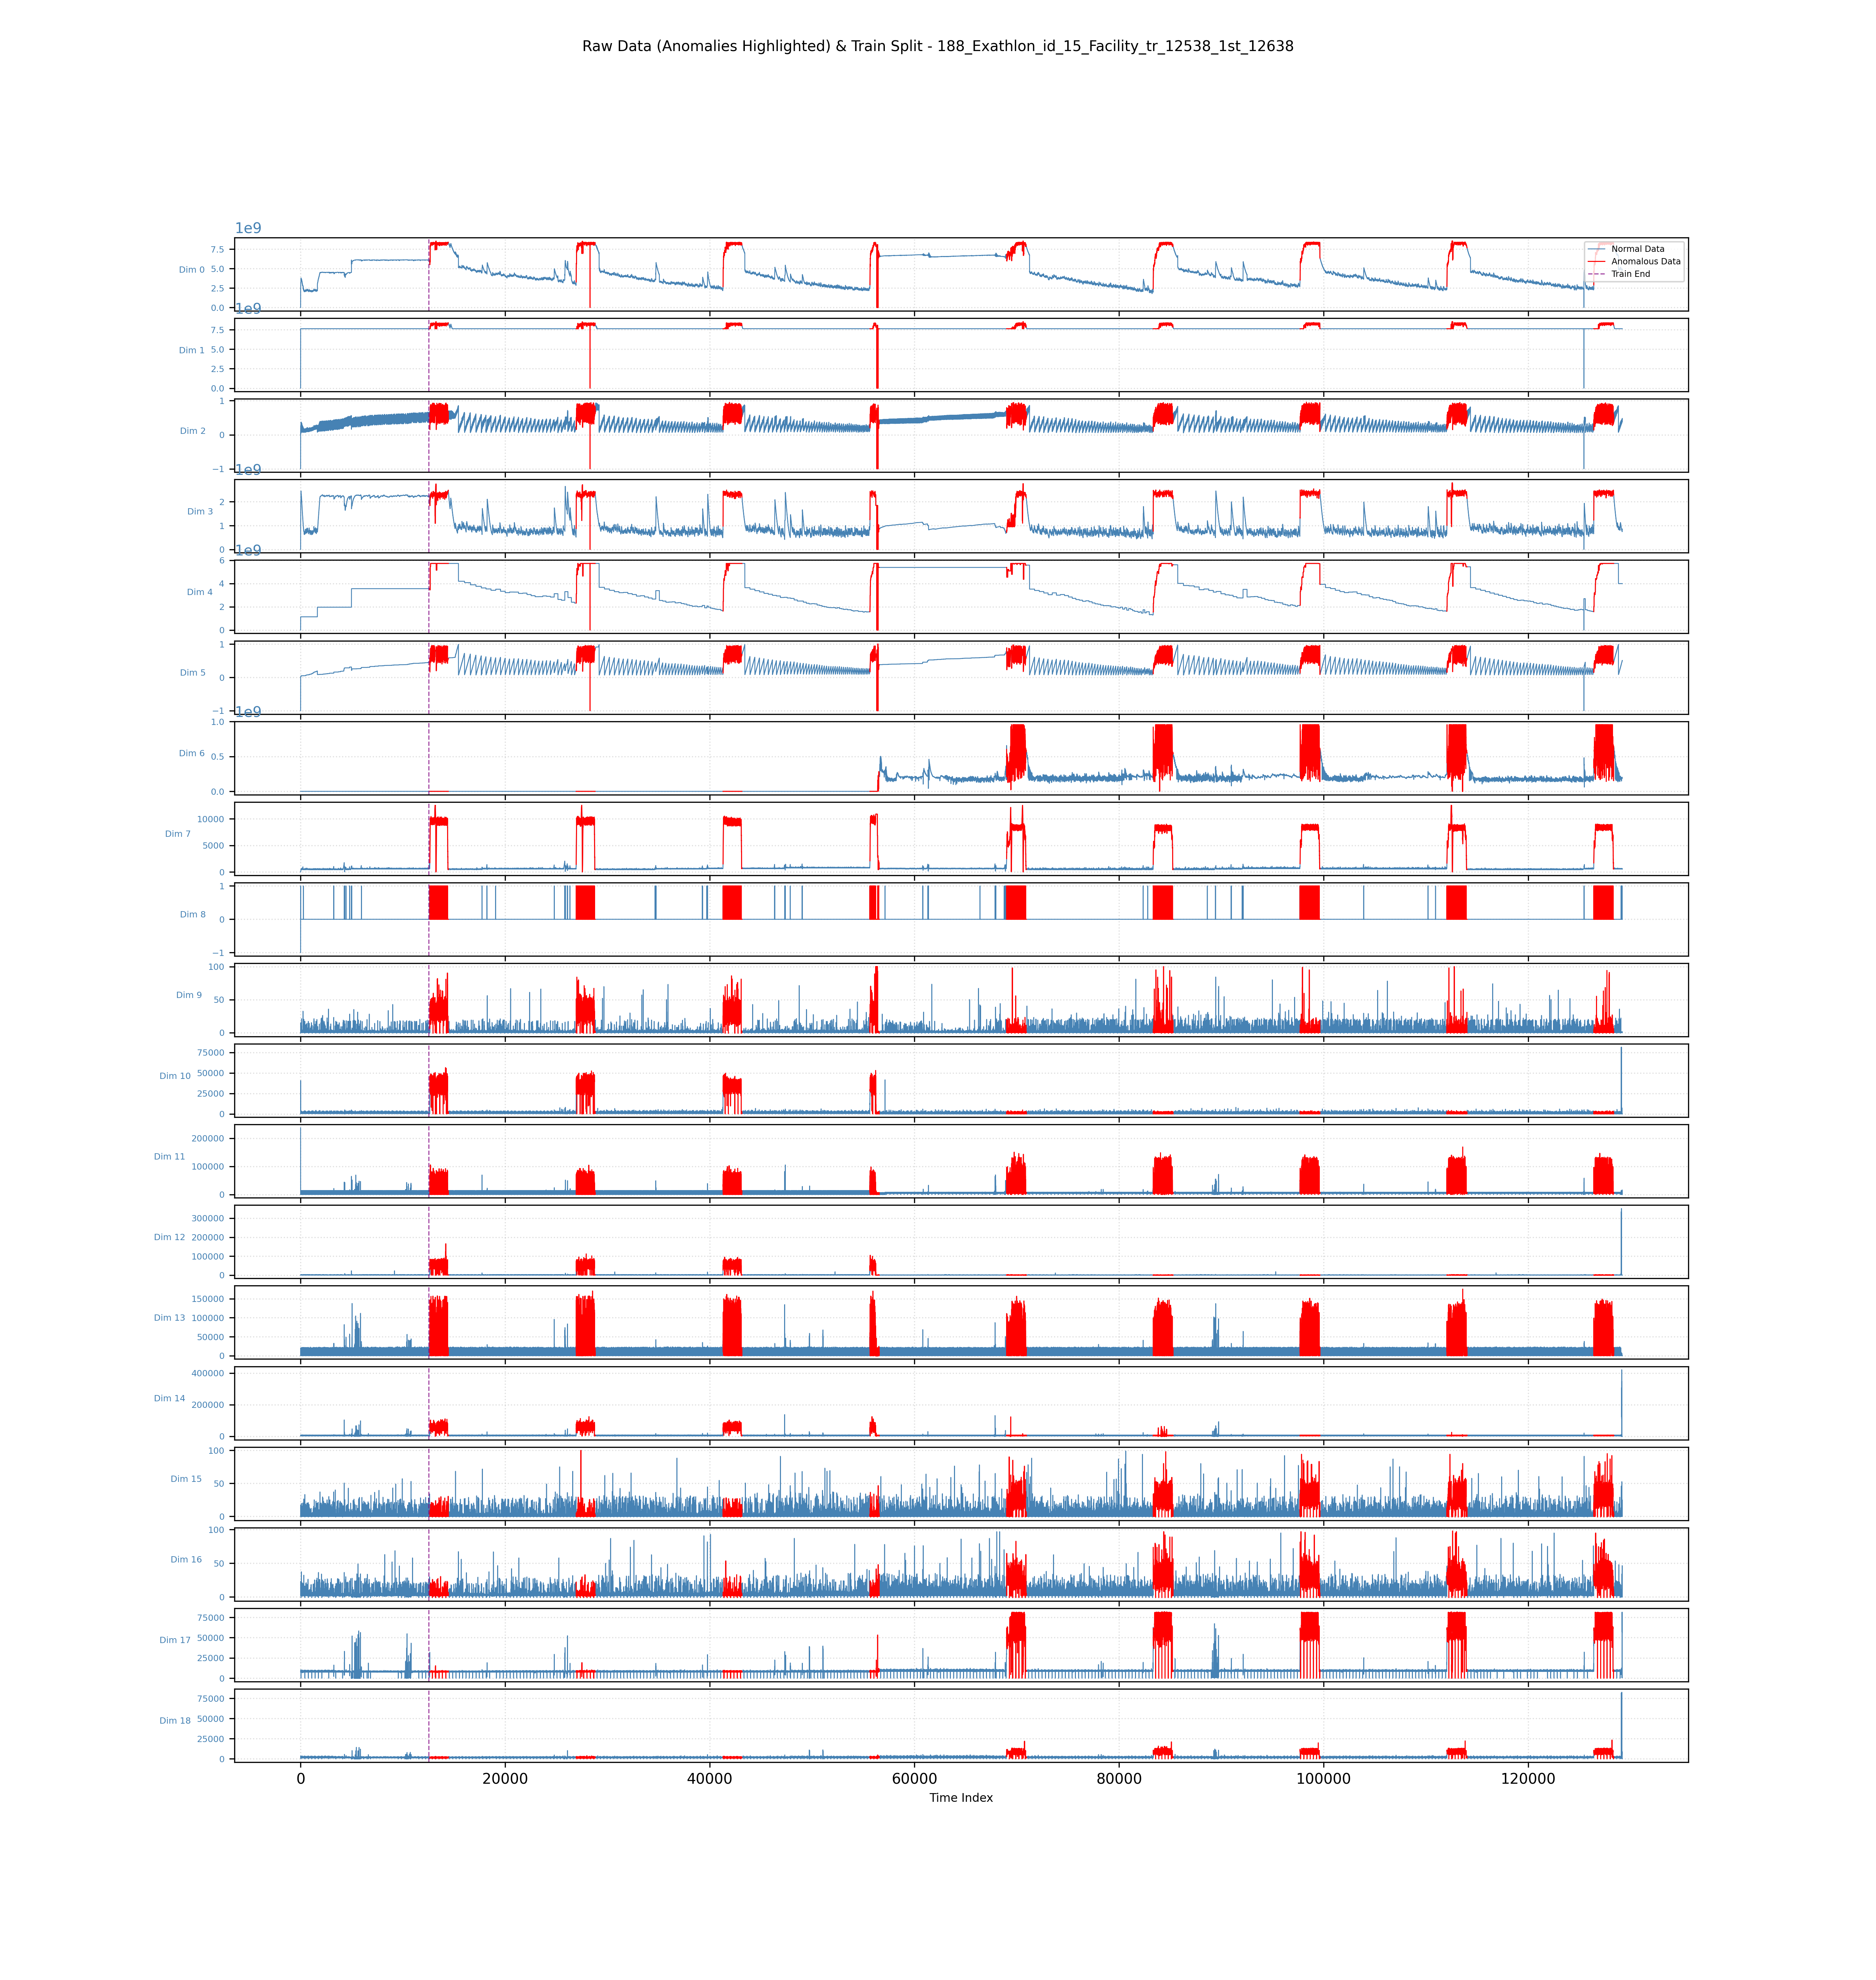 Raw Data (Anomalies Highlighted) & Train Split - 188_Exathlon_id_15_Facility_tr_12538_1st_12638
1e9
Dim 0
7.5
5.0
2.5
0.0
Normal Data
Anomalous Data
Train End
1e9
Dim 1
7.5
5.0
2.5
0.0
Dim 2
1
0
−1
1e9
Dim 3
2
1
0
1e9
Dim 4
6
4
2
0
Dim 5
1
0
−1
1e9
Dim 6
1.0
0.5
0.0
Dim 7
10000
5000
0
Dim 8
1
0
−1
Dim 9
100
50
0
Dim 10
75000
50000
25000
0
Dim 11
200000
100000
0
Dim 12
300000
200000
100000
0
Dim 13
150000
100000
50000
0
Dim 14
400000
200000
0
Dim 15
100
50
0
Dim 16
100
50
0
Dim 17
75000
50000
25000
0
Dim 18
75000
50000
25000
0
0 20000 40000 60000 80000 100000 120000
Time Index